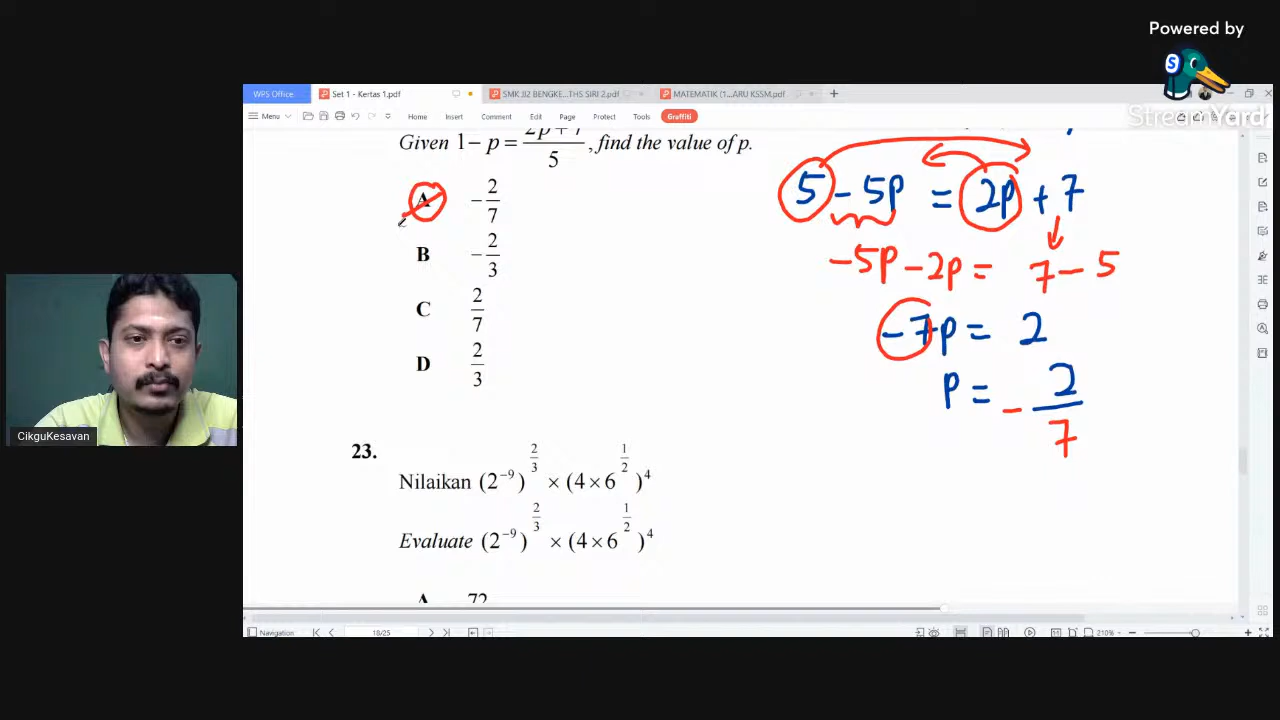 Powered by
StreamYard
WPS Office
Set 1 - Kertas 1.pdf
SMK JI2 BENGKE...THS SIRI 2.pdf
MATEMATIK (1...ARU KSSM.pdf
Menu
Home
Insert
Comment
Edit
Page
Protect
Tools
Graffiti
Given 1 − p = (2p + 7)/5, find the value of p.
A −2/7
B −2/3
C 2/7
D 2/3
5 - 5p = 2p + 7
-5p - 2p = 7 - 5
-7p = 2
p = - 2/7
23.
Nilaikan (2^−9)^(2/3) × (4 × 6^(1/2))^4
Evaluate (2^−9)^(2/3) × (4 × 6^(1/2))^4
A 72
CikguKesavan
Navigation
18/25
210%